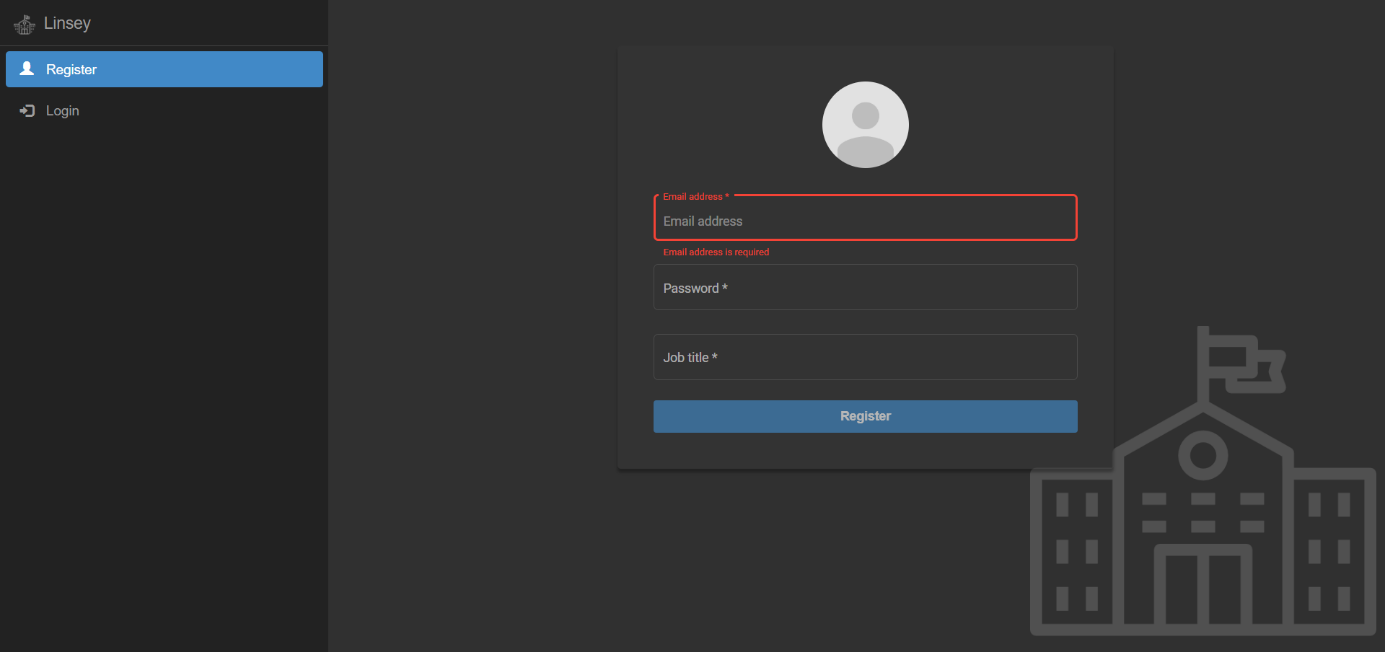 Linsey
Register
Login
Email address *
Email address
Email address is required
Password *
Job title *
Register